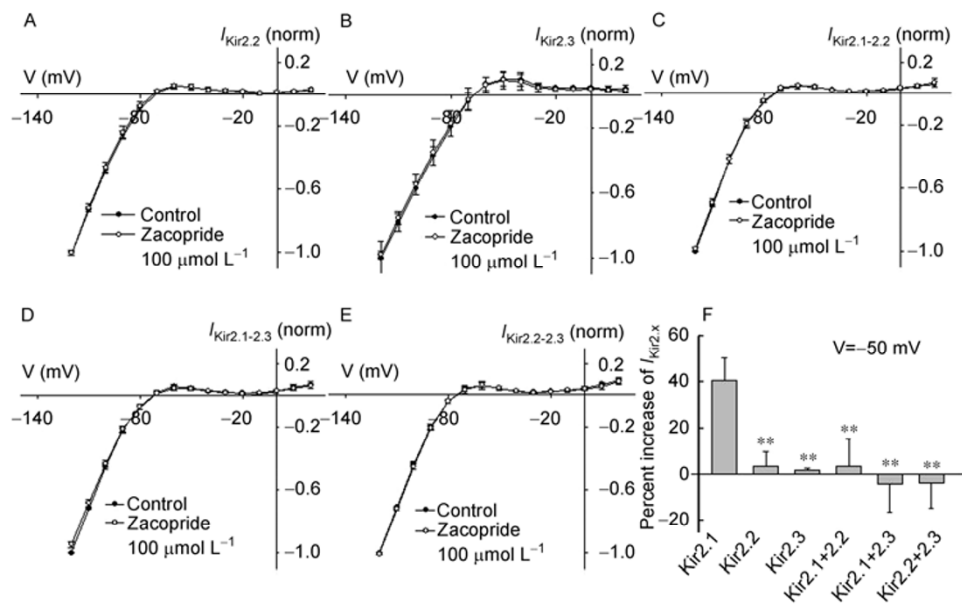 A
I Kir2.2 (norm)
0.2
V (mV)
−140
−80
−20
−0.2
−0.6
−1.0
Control
Zacopride
100 μmol L−1
B
I Kir2.3 (norm)
0.2
V (mV)
−140
−80
−20
−0.2
−0.6
−1.0
Control
Zacopride
100 μmol L−1
C
I Kir2.1-2.2 (norm)
0.2
V (mV)
−140
−80
−20
−0.2
−0.6
−1.0
Control
Zacopride
100 μmol L−1
D
I Kir2.1-2.3 (norm)
0.2
V (mV)
−140
−80
−20
−0.2
−0.6
−1.0
Control
Zacopride
100 μmol L−1
E
I Kir2.2-2.3 (norm)
0.2
V (mV)
−140
−80
−20
−0.2
−0.6
−1.0
Control
Zacopride
100 μmol L−1
F
Percent increase of I Kir2.x
60
40
20
0
−20
V=−50 mV
** ** ** ** **
Kir2.1
Kir2.2
Kir2.3
Kir2.1+2.2
Kir2.1+2.3
Kir2.2+2.3